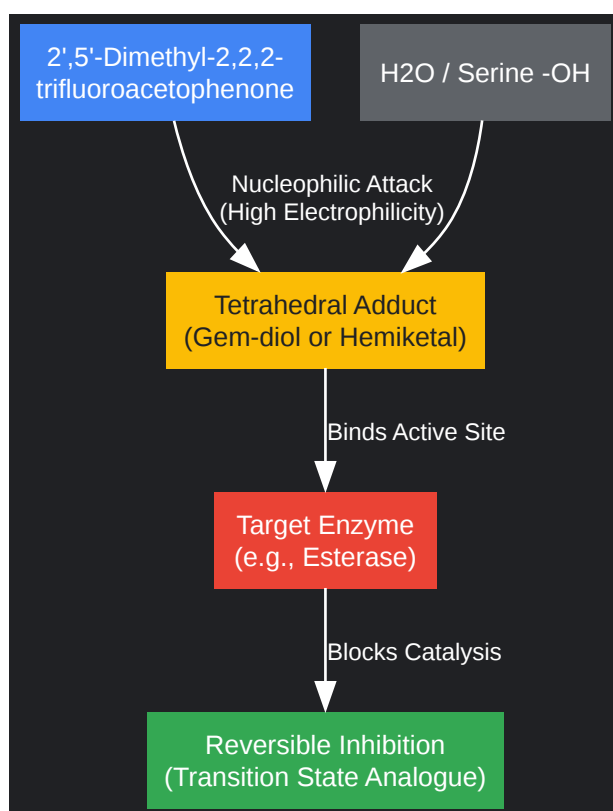 2',5'-Dimethyl-2,2,2-
trifluoroacetophenone
H2O / Serine -OH
Nucleophilic Attack
(High Electrophilicity)
Tetrahedral Adduct
(Gem-diol or Hemiketal)
Binds Active Site
Target Enzyme
(e.g., Esterase)
Blocks Catalysis
Reversible Inhibition
(Transition State Analogue)